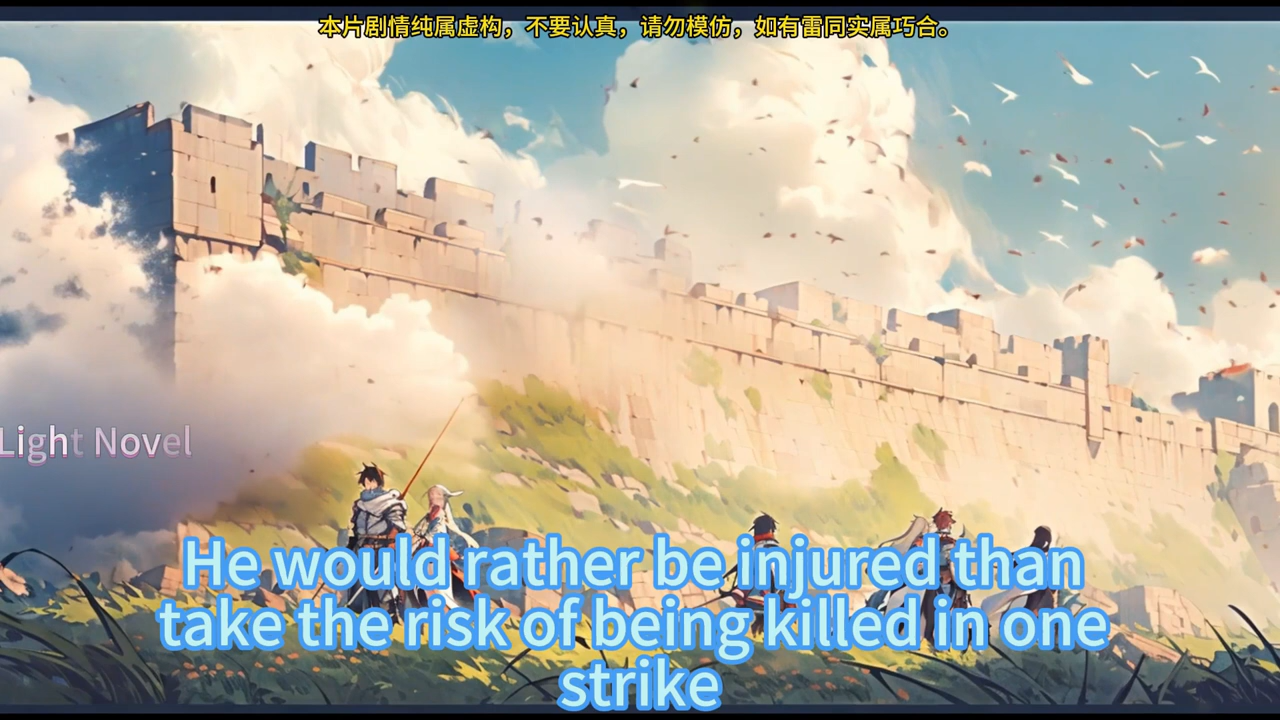 本片剧情纯属虚构，不要认真，请勿模仿，如有雷同实属巧合。
Light Novel
He would rather be injured than
take the risk of being killed in one
strike